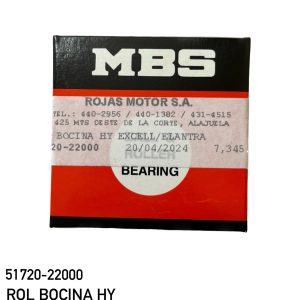 MBS
ROJAS MOTOR S.A.
TEL.: 440-2956 / 440-1382 / 431-4515
425 MTS OESTE DE LA CORTE, ALAJUELA
BOCINA HY EXCELL/ELANTRA
20-22000 20/04/2024 7,345
ROLLER
BEARING
51720-22000
ROL BOCINA HY